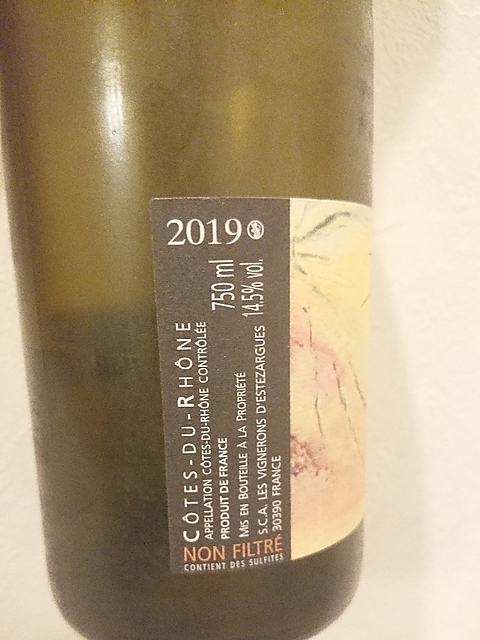 2019
CÔTES-DU-RHÔNE
APPELLATION CÔTES-DU-RHÔNE CONTRÔLÉE
PRODUIT DE FRANCE
750 ml
14.5% vol.
MIS EN BOUTEILLE À LA PROPRIÉTÉ
S.C.A. LES VIGNERONS D'ESTEZARGUES
30390 FRANCE
NON FILTRÉ
CONTIENT DES SULFITES